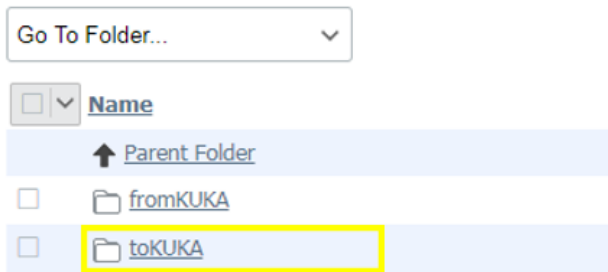 Go To Folder...
Name
Parent Folder
fromKUKA
toKUKA